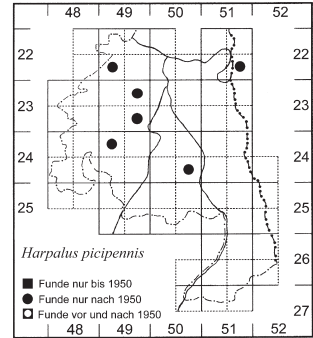 48 49 50 51 52
22 22
23 23
24 24
25 25
26
Harpalus picipennis
Funde nur bis 1950
Funde nur nach 1950
Funde vor und nach 1950
27
48 49 50 51 52